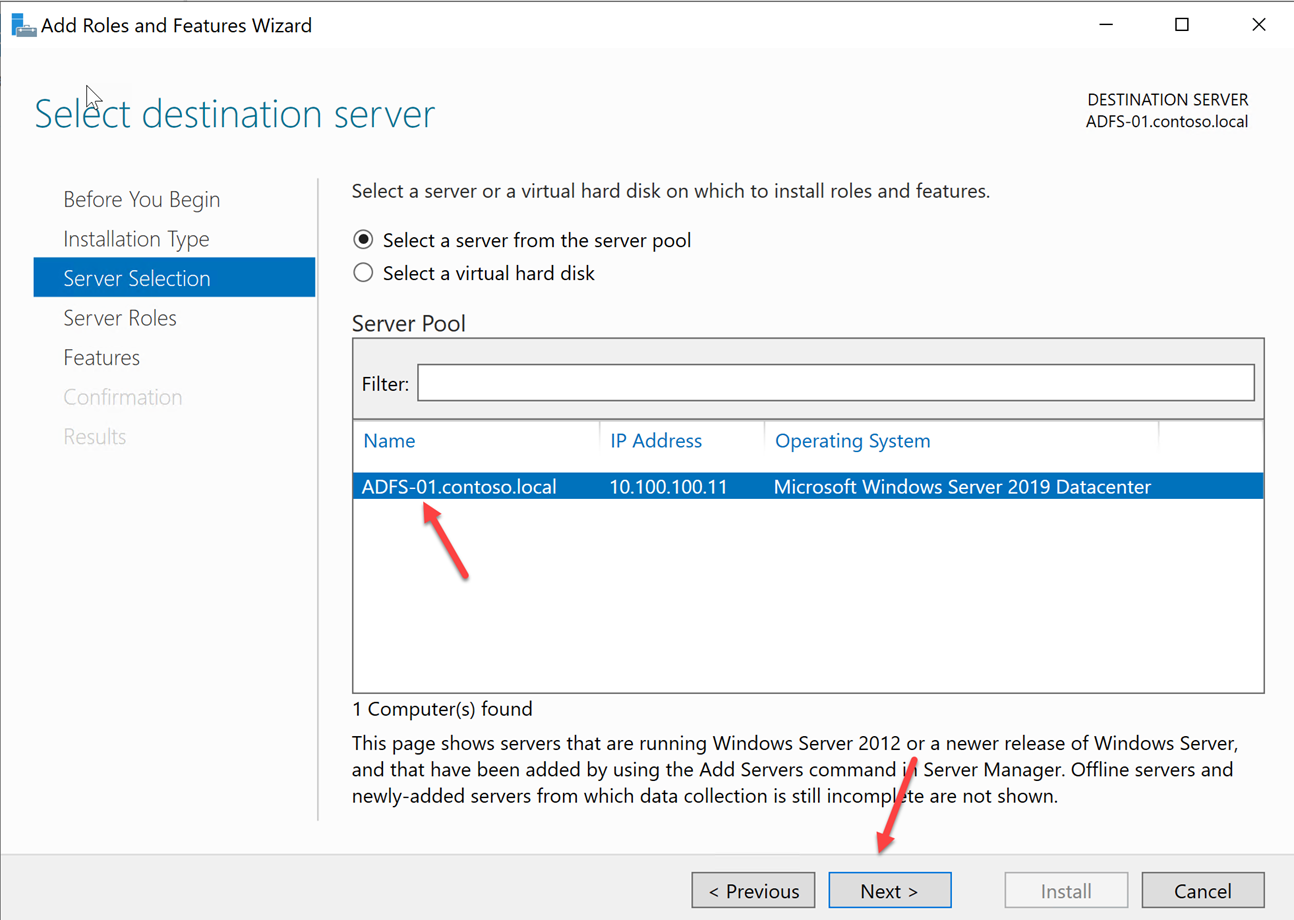 Add Roles and Features Wizard
Select destination server
DESTINATION SERVER
ADFS-01.contoso.local
Before You Begin
Installation Type
Server Selection
Server Roles
Features
Confirmation
Results
Select a server or a virtual hard disk on which to install roles and features.
Select a server from the server pool
Select a virtual hard disk
Server Pool
Filter:
Name IP Address Operating System
ADFS-01.contoso.local 10.100.100.11 Microsoft Windows Server 2019 Datacenter
1 Computer(s) found
This page shows servers that are running Windows Server 2012 or a newer release of Windows Server,
and that have been added by using the Add Servers command in Server Manager. Offline servers and
newly-added servers from which data collection is still incomplete are not shown.
< Previous Next > Install Cancel